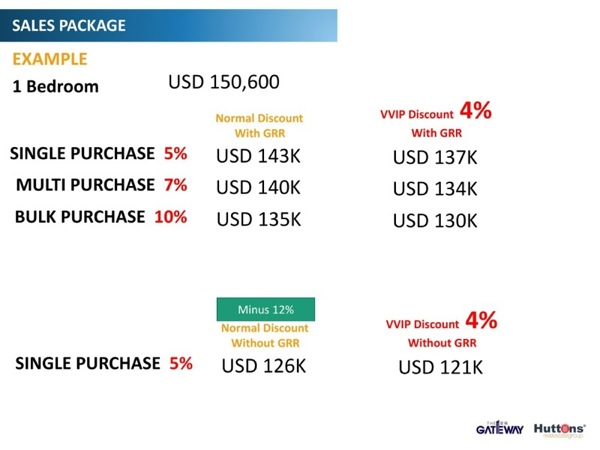 SALES PACKAGE
EXAMPLE
1 Bedroom USD 150,600
Normal Discount
With GRR
VVIP Discount 4%
With GRR
SINGLE PURCHASE 5% USD 143K USD 137K
MULTI PURCHASE 7% USD 140K USD 134K
BULK PURCHASE 10% USD 135K USD 130K
Minus 12%
Normal Discount
Without GRR
VVIP Discount 4%
Without GRR
SINGLE PURCHASE 5% USD 126K USD 121K
GATEWAY
Huttons